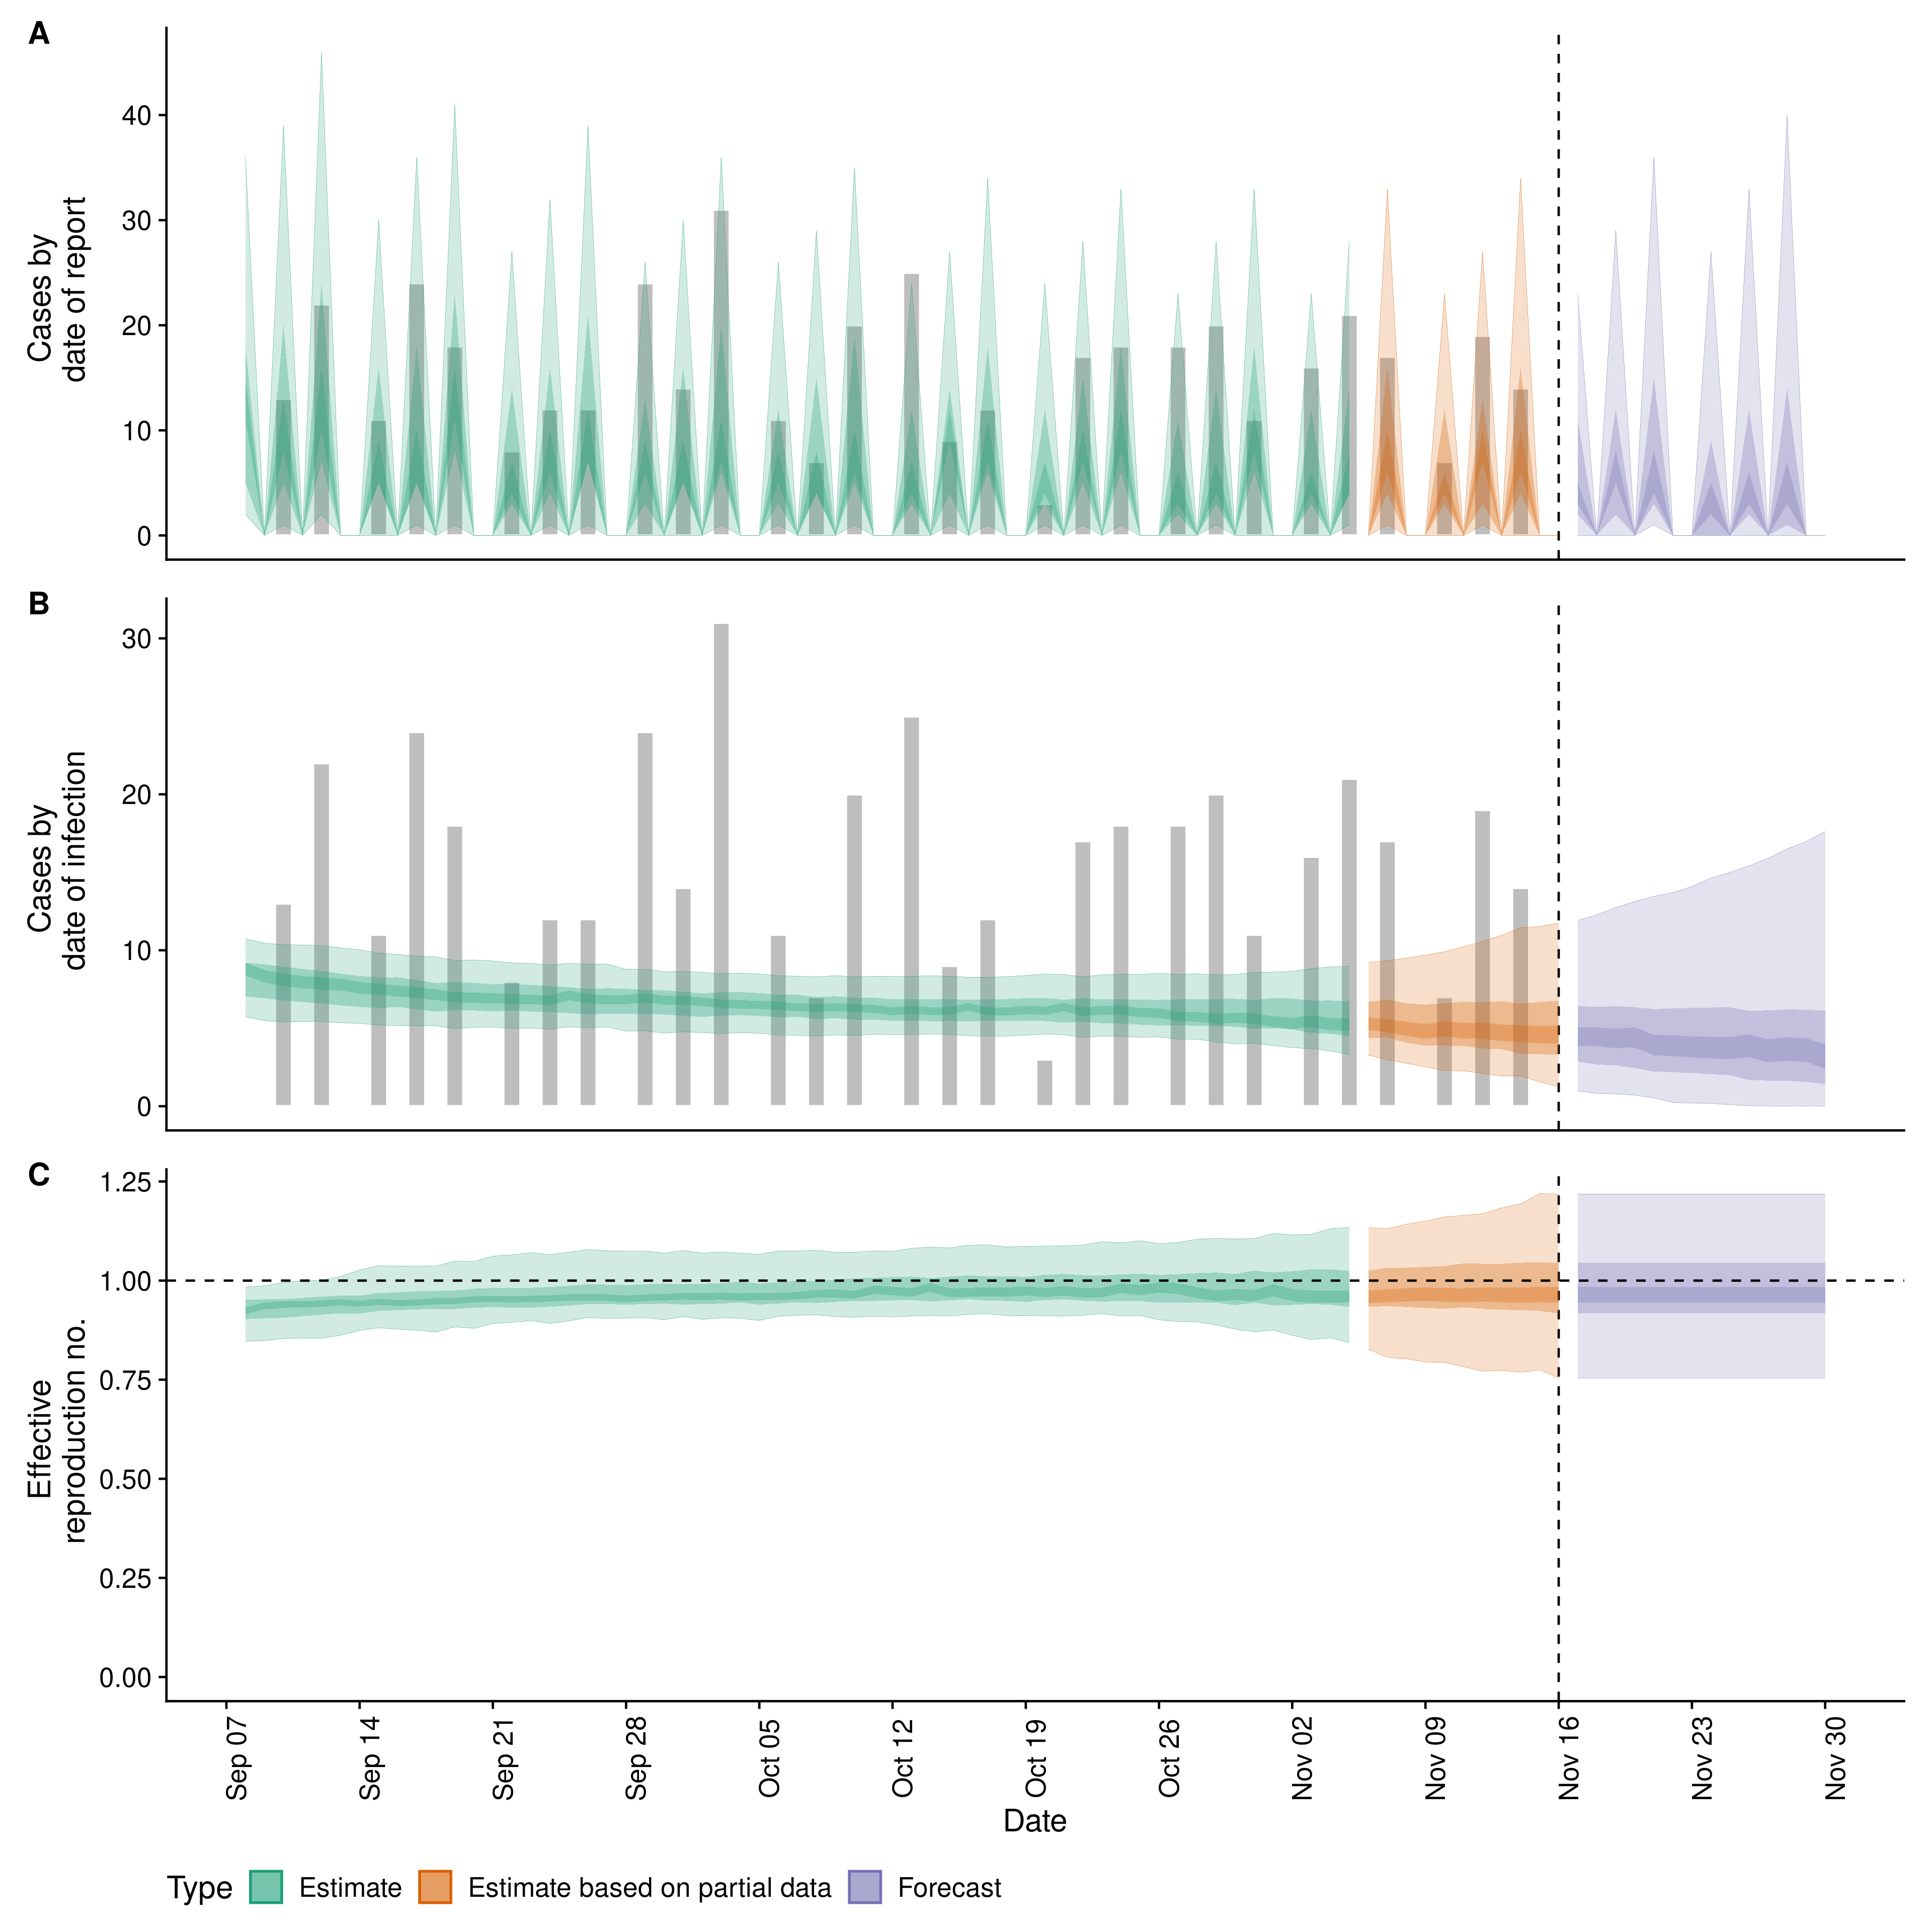 A
Cases by
date of report
40
30
20
10
0
B
Cases by
date of infection
30
20
10
0
C
Effective
reproduction no.
1.25
1.00
0.75
0.50
0.25
0.00
Sep 07
Sep 14
Sep 21
Sep 28
Oct 05
Oct 12
Oct 19
Oct 26
Nov 02
Nov 09
Nov 16
Nov 23
Nov 30
Date
Type Estimate Estimate based on partial data Forecast